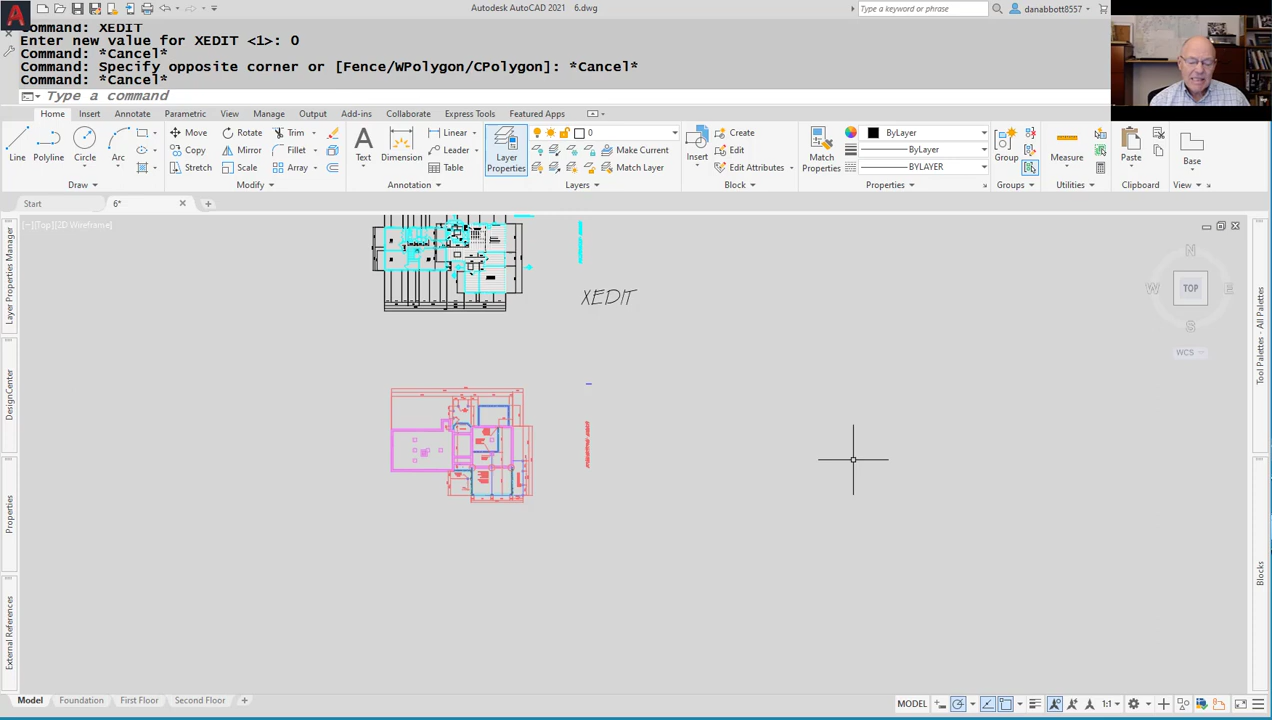 Autodesk AutoCAD 2021 6.dwg
Type a keyword or phrase
danabbott8557
Command: XEDIT
Enter new value for XEDIT <1>: 0
Command: *Cancel*
Command: Specify opposite corner or [Fence/WPolygon/CPolygon]: *Cancel*
Command: *Cancel*
Type a command
Home Insert Annotate Parametric View Manage Output Add-ins Collaborate Express Tools Featured Apps
Line Polyline Circle Arc
Move Rotate Trim
Copy Mirror Fillet
Stretch Scale Array
Text Dimension
Linear
Leader
Table
Layer Properties
0
Make Current
Match Layer
Insert
Create
Edit
Edit Attributes
Match Properties
ByLayer
ByLayer
BYLAYER
Group
Measure
Paste
Base
Draw Modify Annotation Layers Block Properties Groups Utilities Clipboard View
Start 6*
[−][Top][2D Wireframe]
N
W TOP E
S
WCS
XEDIT
Layer Properties Manager
DesignCenter
Properties
External References
Tool Palettes - All Palettes
Blocks
Model Foundation First Floor Second Floor +
MODEL 1:1